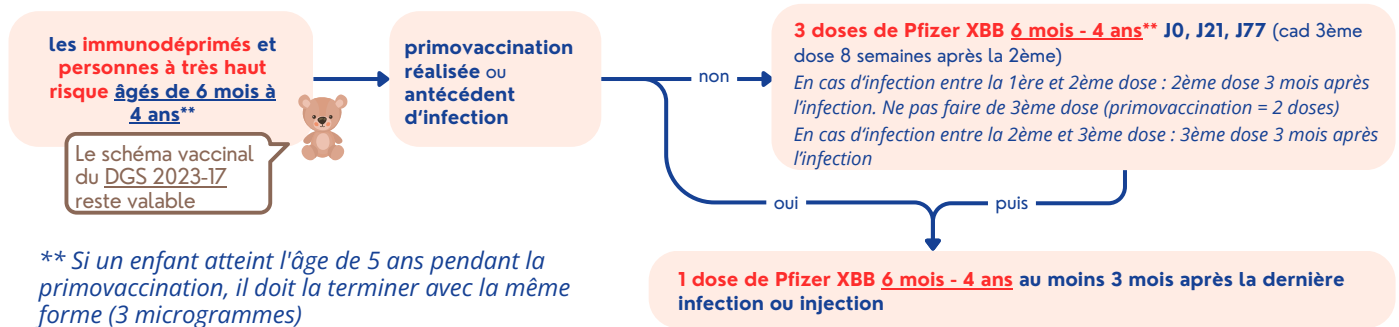 les immunodéprimés et
personnes à très haut
risque âgés de 6 mois à
4 ans**
Le schéma vaccinal
du DGS 2023-17
reste valable
primovaccination
réalisée ou
antécédent
d'infection
non
3 doses de Pfizer XBB 6 mois - 4 ans** J0, J21, J77 (cad 3ème
dose 8 semaines après la 2ème)
En cas d'infection entre la 1ère et 2ème dose : 2ème dose 3 mois après
l'infection. Ne pas faire de 3ème dose (primovaccination = 2 doses)
En cas d'infection entre la 2ème et 3ème dose : 3ème dose 3 mois après
l'infection
oui
puis
1 dose de Pfizer XBB 6 mois - 4 ans au moins 3 mois après la dernière
infection ou injection
** Si un enfant atteint l'âge de 5 ans pendant la
primovaccination, il doit la terminer avec la même
forme (3 microgrammes)